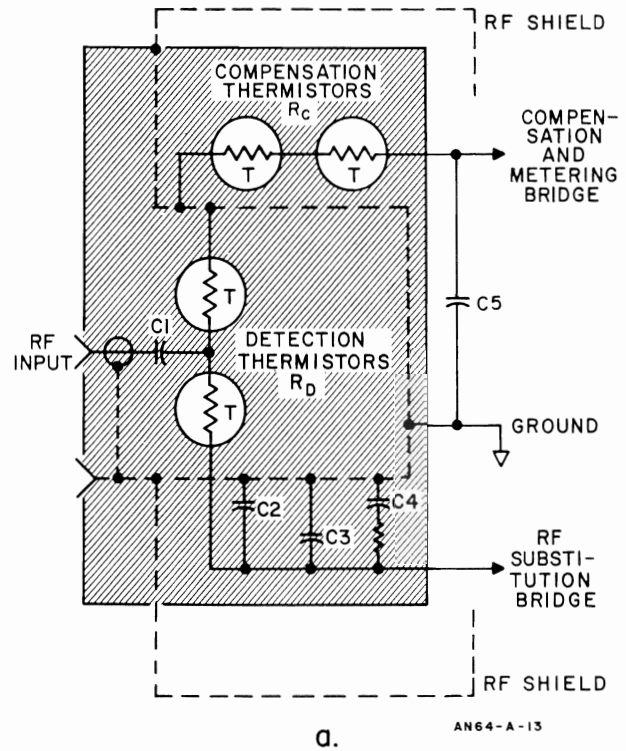 RF SHIELD
COMPENSATION
THERMISTORS
RC
T
T
COMPEN-
SATION
AND
METERING
BRIDGE
T
C1
RF
INPUT
DETECTION
THERMISTORS
RD
C5
T
GROUND
C2
C3
C4
RF
SUBSTI-
TUTION
BRIDGE
RF SHIELD
AN64-A-13
a.